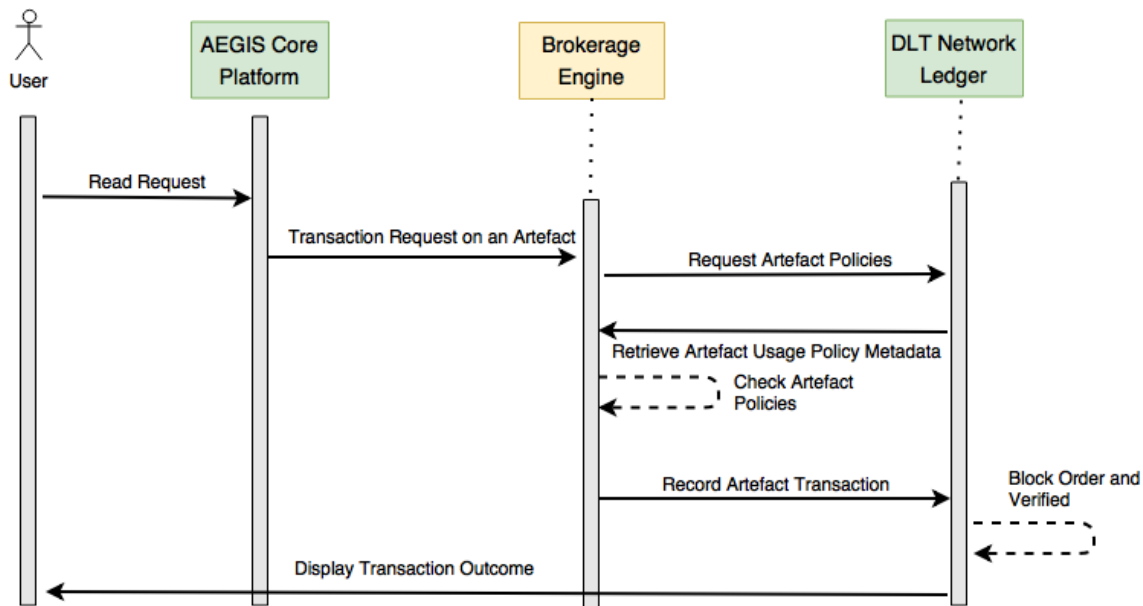 User
AEGIS Core
Platform
Brokerage
Engine
DLT Network
Ledger
Read Request
Transaction Request on an Artefact
Request Artefact Policies
Retrieve Artefact Usage Policy Metadata
Check Artefact
Policies
Record Artefact Transaction
Block Order and
Verified
Display Transaction Outcome